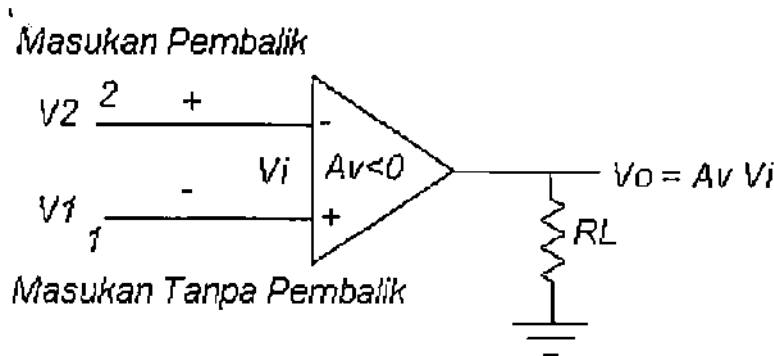 Masukan Pembalik
V2 2 + -
Vi Av<0 Vo = Av Vi
V1 1 - +
RL
Masukan Tanpa Pembalik